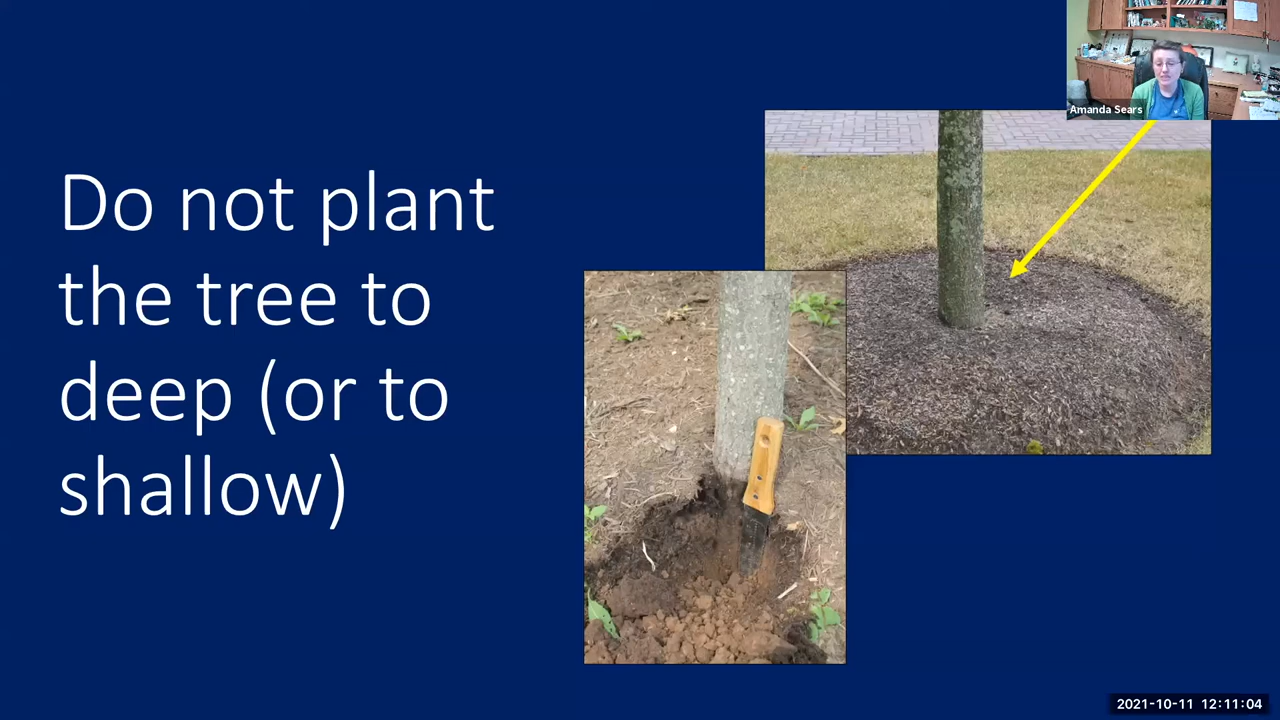 Amanda Sears
Do not plant
the tree to
deep (or to
shallow)
2021-10-11 12:11:04